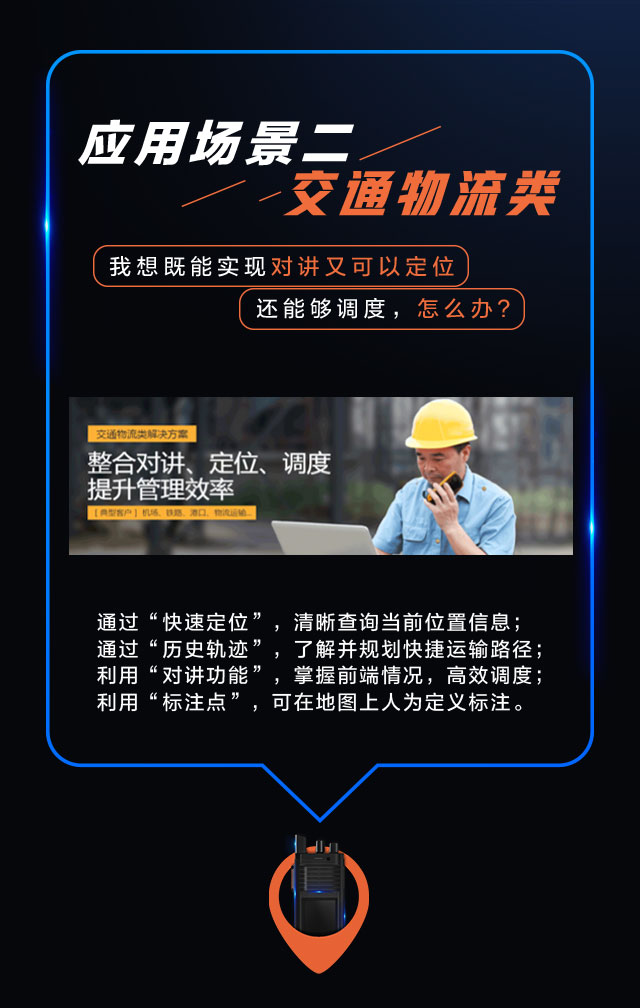 应用场景二
交通物流类
我想既能实现对讲又可以定位
还能够调度，怎么办？
交通物流类解决方案
整合对讲、定位、调度
提升管理效率
[ 典型客户 ] 机场、铁路、港口、物流运输...
通过“快速定位”，清晰查询当前位置信息；
通过“历史轨迹”，了解并规划快捷运输路径；
利用“对讲功能”，掌握前端情况，高效调度；
利用“标注点”，可在地图上人为定义标注。